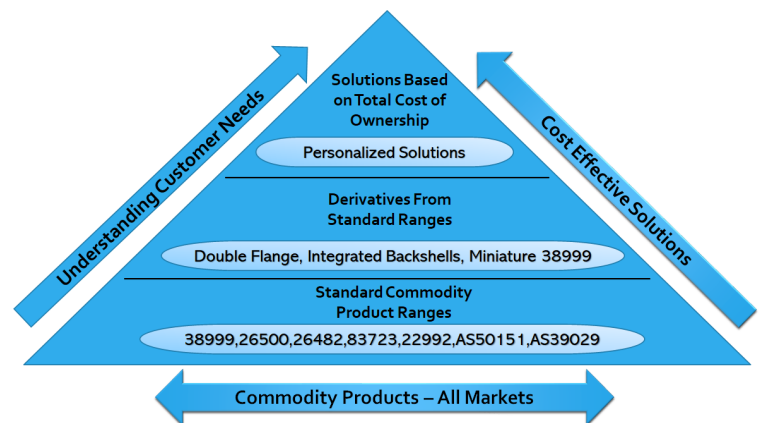 Solutions Based
on Total Cost of
Ownership
Personalized Solutions
Understanding Customer Needs
Cost Effective Solutions
Derivatives From
Standard Ranges
Double Flange, Integrated Backshells, Miniature 38999
Standard Commodity
Product Ranges
38999,26500,26482,83723,22992,AS50151,AS39029
Commodity Products – All Markets